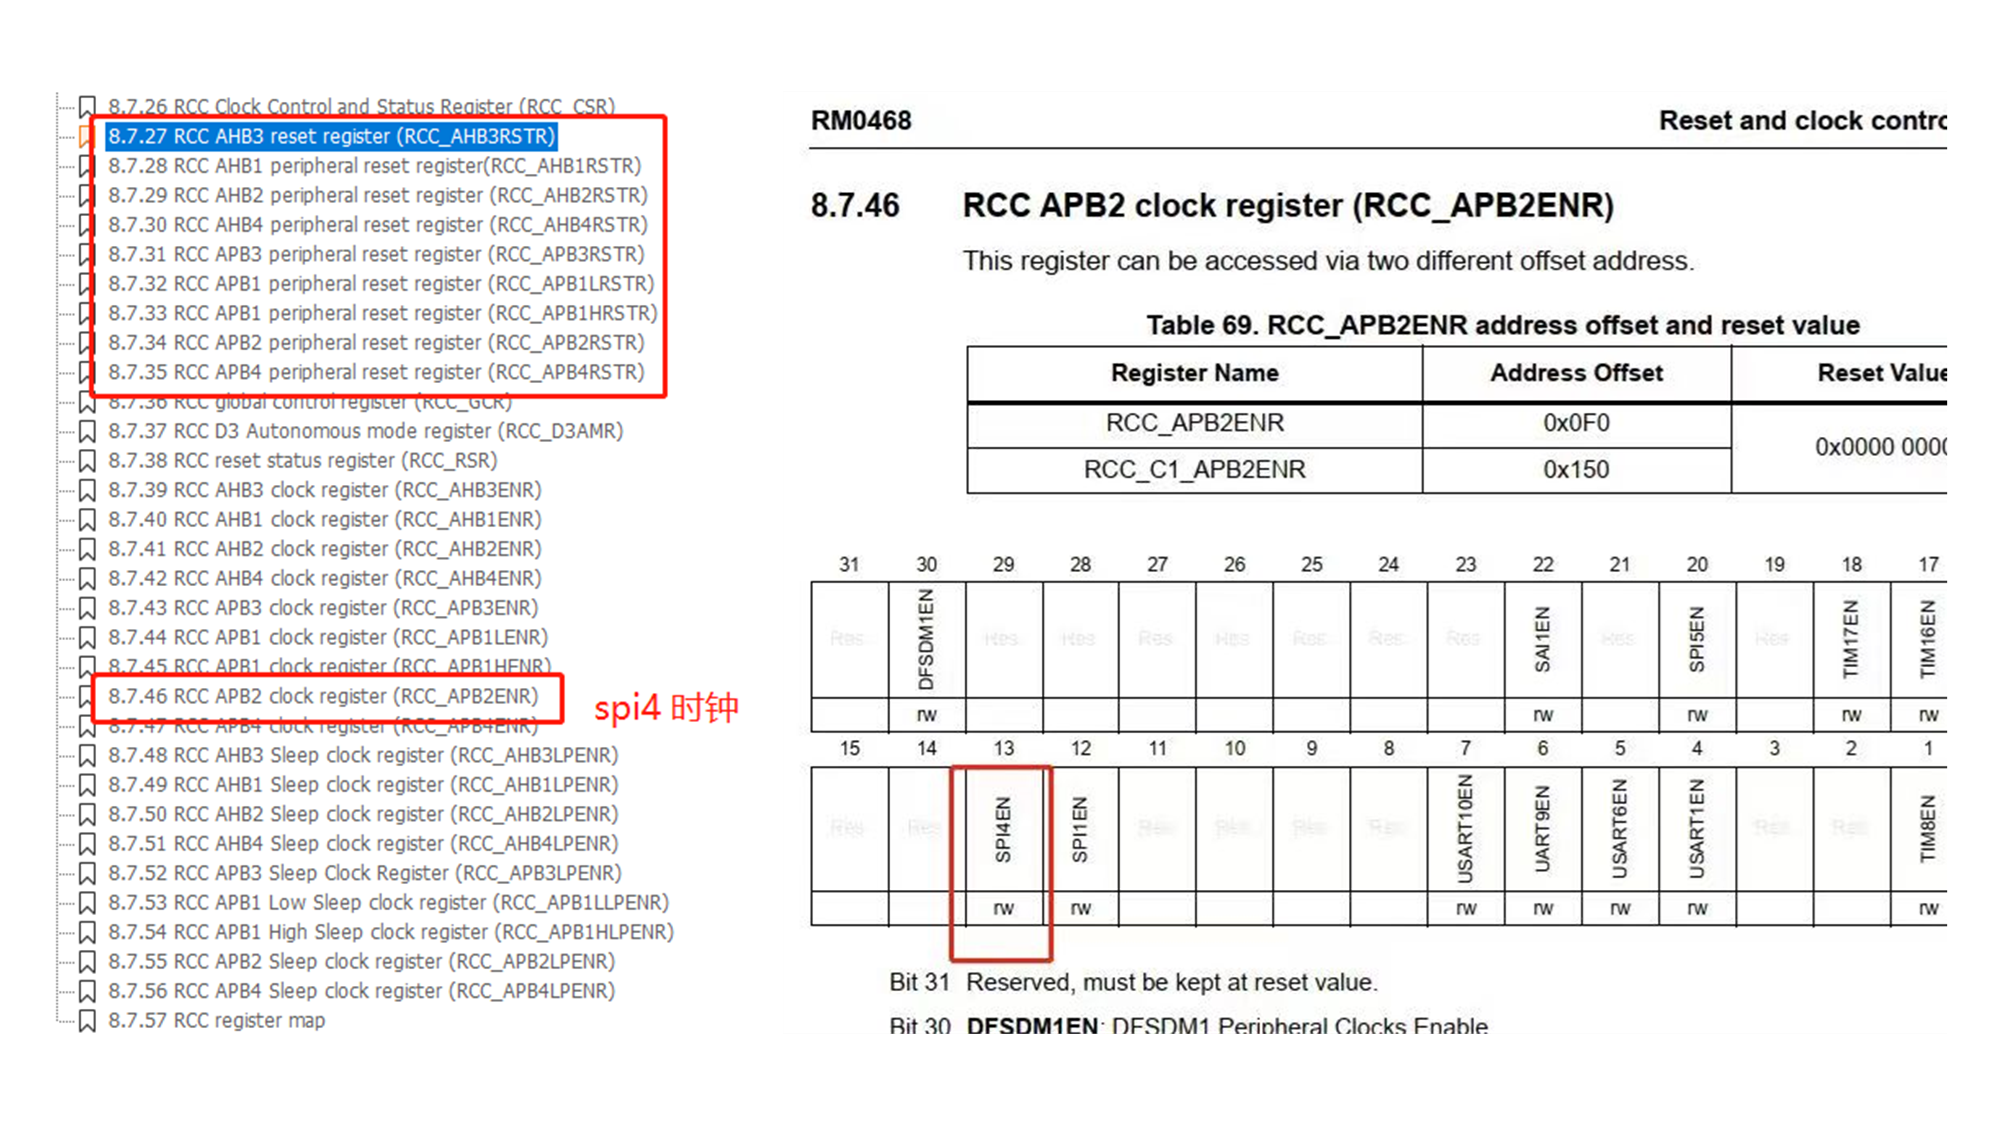 8.7.26 RCC Clock Control and Status Register (RCC_CSR)
8.7.27 RCC AHB3 reset register (RCC_AHB3RSTR)
8.7.28 RCC AHB1 peripheral reset register(RCC_AHB1RSTR)
8.7.29 RCC AHB2 peripheral reset register (RCC_AHB2RSTR)
8.7.30 RCC AHB4 peripheral reset register (RCC_AHB4RSTR)
8.7.31 RCC APB3 peripheral reset register (RCC_APB3RSTR)
8.7.32 RCC APB1 peripheral reset register (RCC_APB1LRSTR)
8.7.33 RCC APB1 peripheral reset register (RCC_APB1HRSTR)
8.7.34 RCC APB2 peripheral reset register (RCC_APB2RSTR)
8.7.35 RCC APB4 peripheral reset register (RCC_APB4RSTR)
8.7.36 RCC global control register (RCC_GCR)
8.7.37 RCC D3 Autonomous mode register (RCC_D3AMR)
8.7.38 RCC reset status register (RCC_RSR)
8.7.39 RCC AHB3 clock register (RCC_AHB3ENR)
8.7.40 RCC AHB1 clock register (RCC_AHB1ENR)
8.7.41 RCC AHB2 clock register (RCC_AHB2ENR)
8.7.42 RCC AHB4 clock register (RCC_AHB4ENR)
8.7.43 RCC APB3 clock register (RCC_APB3ENR)
8.7.44 RCC APB1 clock register (RCC_APB1LENR)
8.7.45 RCC APB1 clock register (RCC_APB1HENR)
8.7.46 RCC APB2 clock register (RCC_APB2ENR)
spi4 时钟
8.7.47 RCC APB4 clock register (RCC_APB4ENR)
8.7.48 RCC AHB3 Sleep clock register (RCC_AHB3LPENR)
8.7.49 RCC AHB1 Sleep clock register (RCC_AHB1LPENR)
8.7.50 RCC AHB2 Sleep clock register (RCC_AHB2LPENR)
8.7.51 RCC AHB4 Sleep clock register (RCC_AHB4LPENR)
8.7.52 RCC APB3 Sleep Clock Register (RCC_APB3LPENR)
8.7.53 RCC APB1 Low Sleep clock register (RCC_APB1LLPENR)
8.7.54 RCC APB1 High Sleep clock register (RCC_APB1HLPENR)
8.7.55 RCC APB2 Sleep clock register (RCC_APB2LPENR)
8.7.56 RCC APB4 Sleep clock register (RCC_APB4LPENR)
8.7.57 RCC register map
RM0468 Reset and clock contro
8.7.46 RCC APB2 clock register (RCC_APB2ENR)
This register can be accessed via two different offset address.
Table 69. RCC_APB2ENR address offset and reset value
Register Name Address Offset Reset Value
RCC_APB2ENR 0x0F0
0x0000 0000
RCC_C1_APB2ENR 0x150
31 30 29 28 27 26 25 24 23 22 21 20 19 18 17
Res DFSDM1EN Res Res Res Res Res Res Res SAI1EN Res SPI5EN Res TIM17EN TIM16EN
rw rw rw rw rw
15 14 13 12 11 10 9 8 7 6 5 4 3 2 1
Res Res SPI4EN SPI1EN Res Res Res Res USART10EN UART9EN USART6EN USART1EN Res Res TIM8EN
rw rw rw rw rw rw rw
Bit 31 Reserved, must be kept at reset value.
Bit 30 DFSDM1EN: DFSDM1 Peripheral Clocks Enable